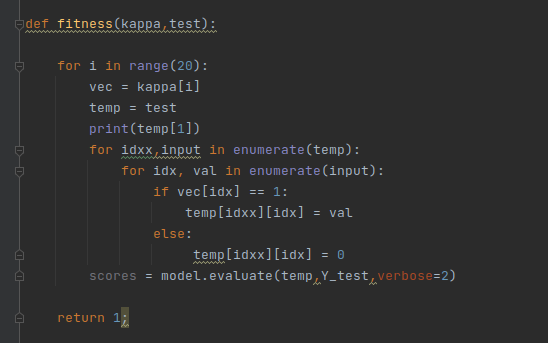 def fitness(kappa,test):
for i in range(20):
vec = kappa[i]
temp = test
print(temp[1])
for idxx,input in enumerate(temp):
for idx, val in enumerate(input):
if vec[idx] == 1:
temp[idxx][idx] = val
else:
temp[idxx][idx] = 0
scores = model.evaluate(temp,Y_test,verbose=2)
return 1;